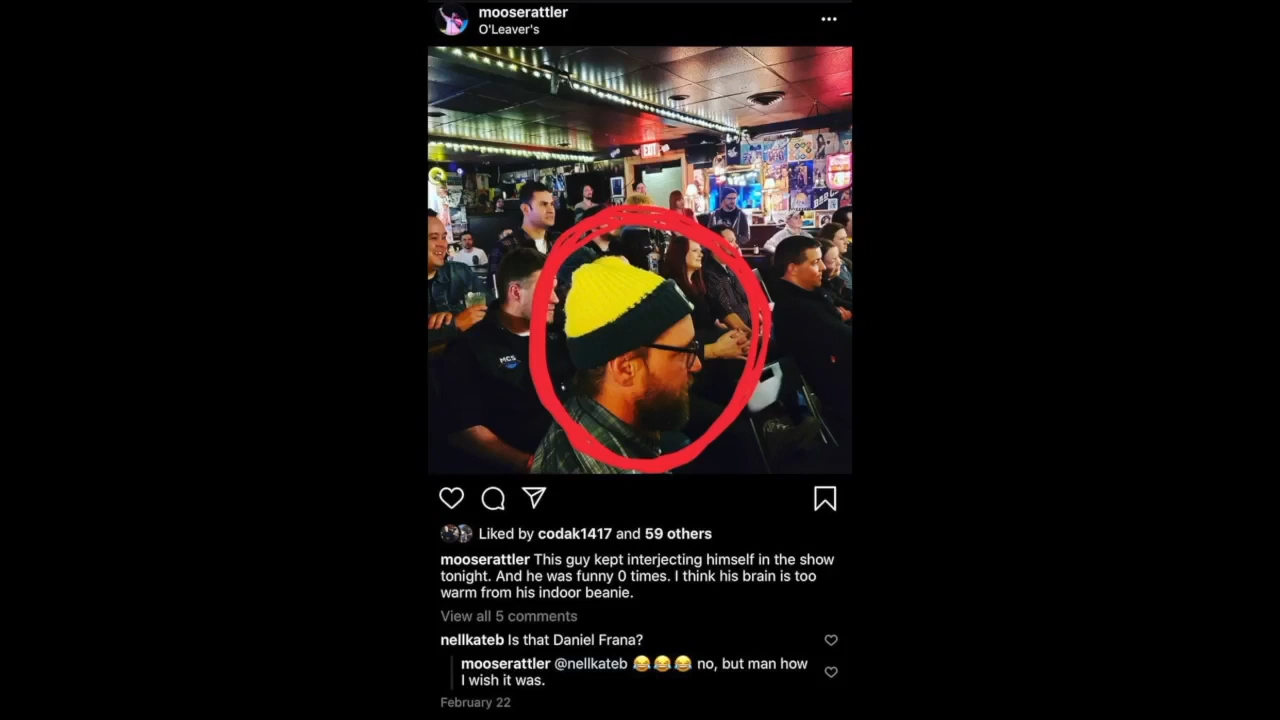 mooserattler
O'Leaver's
EXIT
MCS
mooserattler This guy kept interjecting himself in the show
tonight. And he was funny 0 times. I think his brain is too
warm from his indoor beanie.
Liked by codak1417 and 59 others
View all 5 comments
nellkateb Is that Daniel Frana?
mooserattler @nellkateb 😂😂😂 no, but man how
I wish it was.
February 22